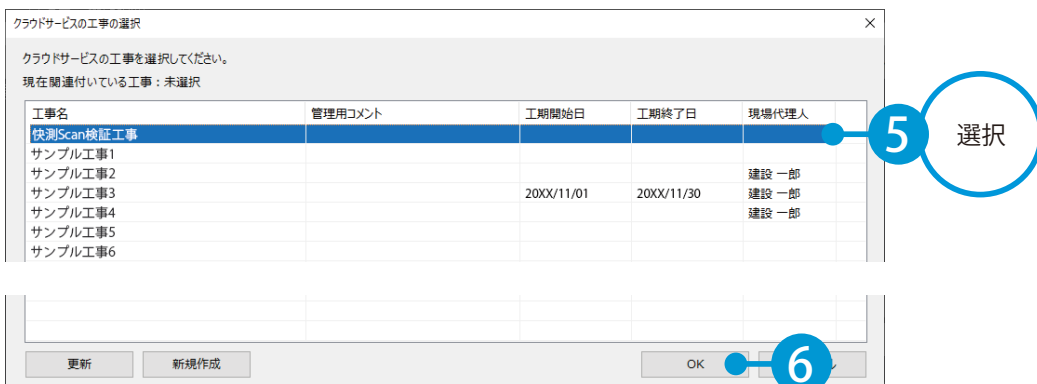 クラウドサービスの工事の選択
クラウドサービスの工事を選択してください。
現在関連付いている工事：未選択
工事名 管理用コメント 工期開始日 工期終了日 現場代理人
快測Scan検証工事
5 選択
サンプル工事1
サンプル工事2 建設 一郎
サンプル工事3 20XX/11/01 20XX/11/30 建設 一郎
サンプル工事4 建設 一郎
サンプル工事5
サンプル工事6
更新 新規作成 OK 6